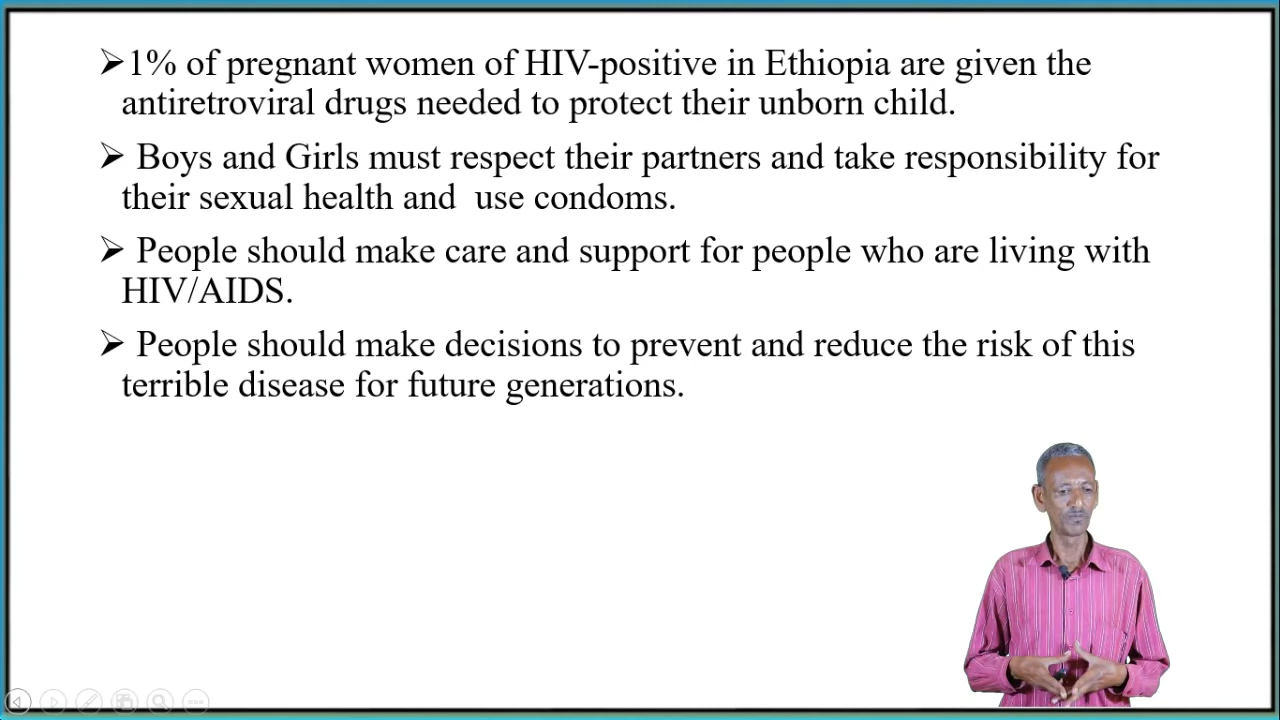 ➢1% of pregnant women of HIV-positive in Ethiopia are given the
antiretroviral drugs needed to protect their unborn child.
➢ Boys and Girls must respect their partners and take responsibility for
their sexual health and  use condoms.
➢ People should make care and support for people who are living with
HIV/AIDS.
➢ People should make decisions to prevent and reduce the risk of this
terrible disease for future generations.